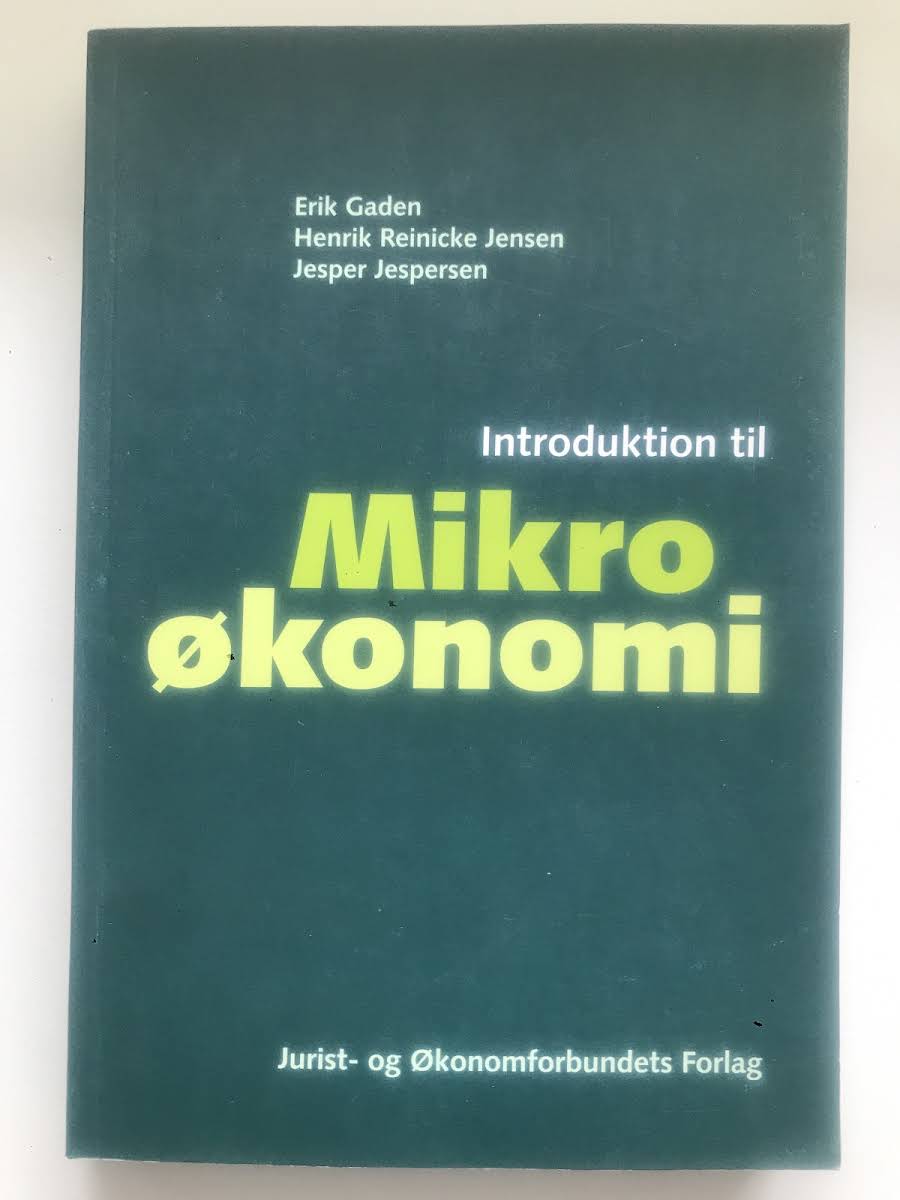 Erik Gaden
Henrik Reinicke Jensen
Jesper Jespersen
Introduktion til
Mikro
økonomi
Jurist- og Økonomforbundets Forlag